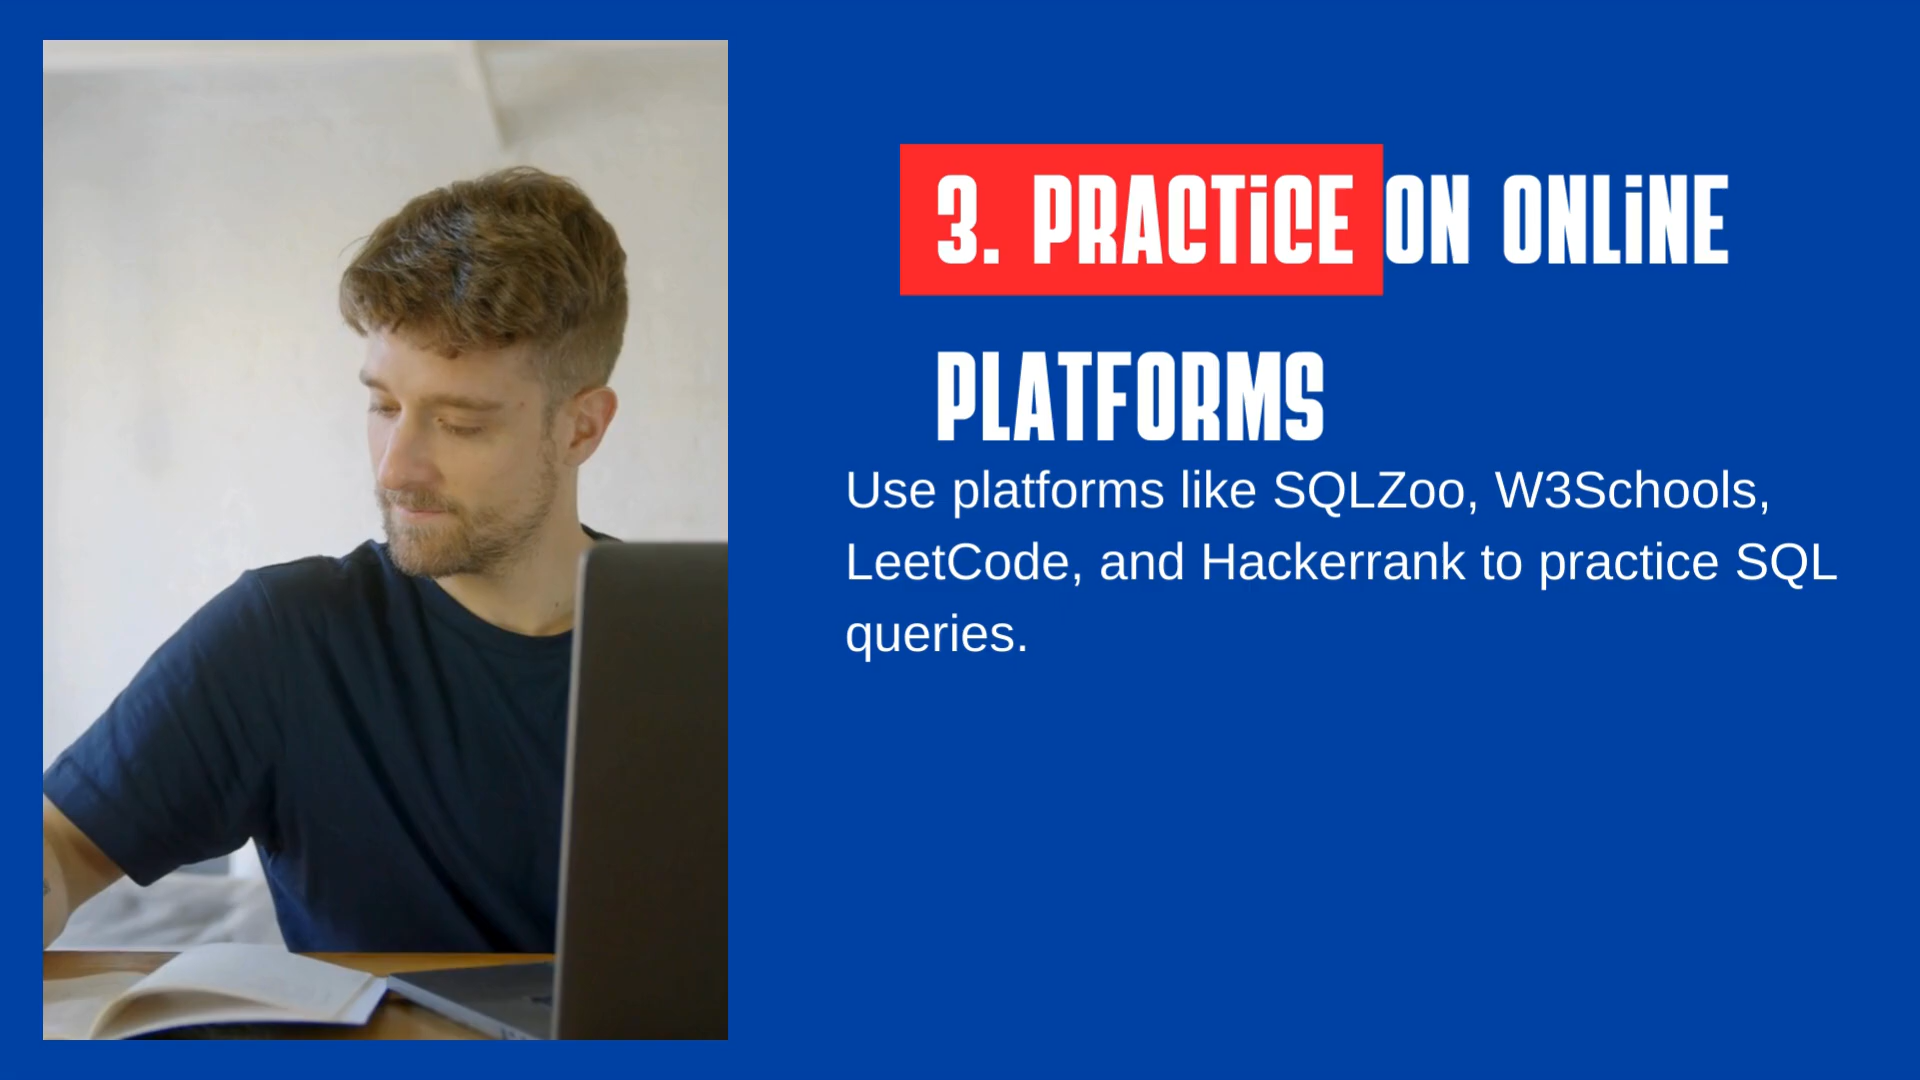 3. PRACTiCE ON ONLiNE
PLATFORMS
Use platforms like SQLZoo, W3Schools,
LeetCode, and Hackerrank to practice SQL
queries.